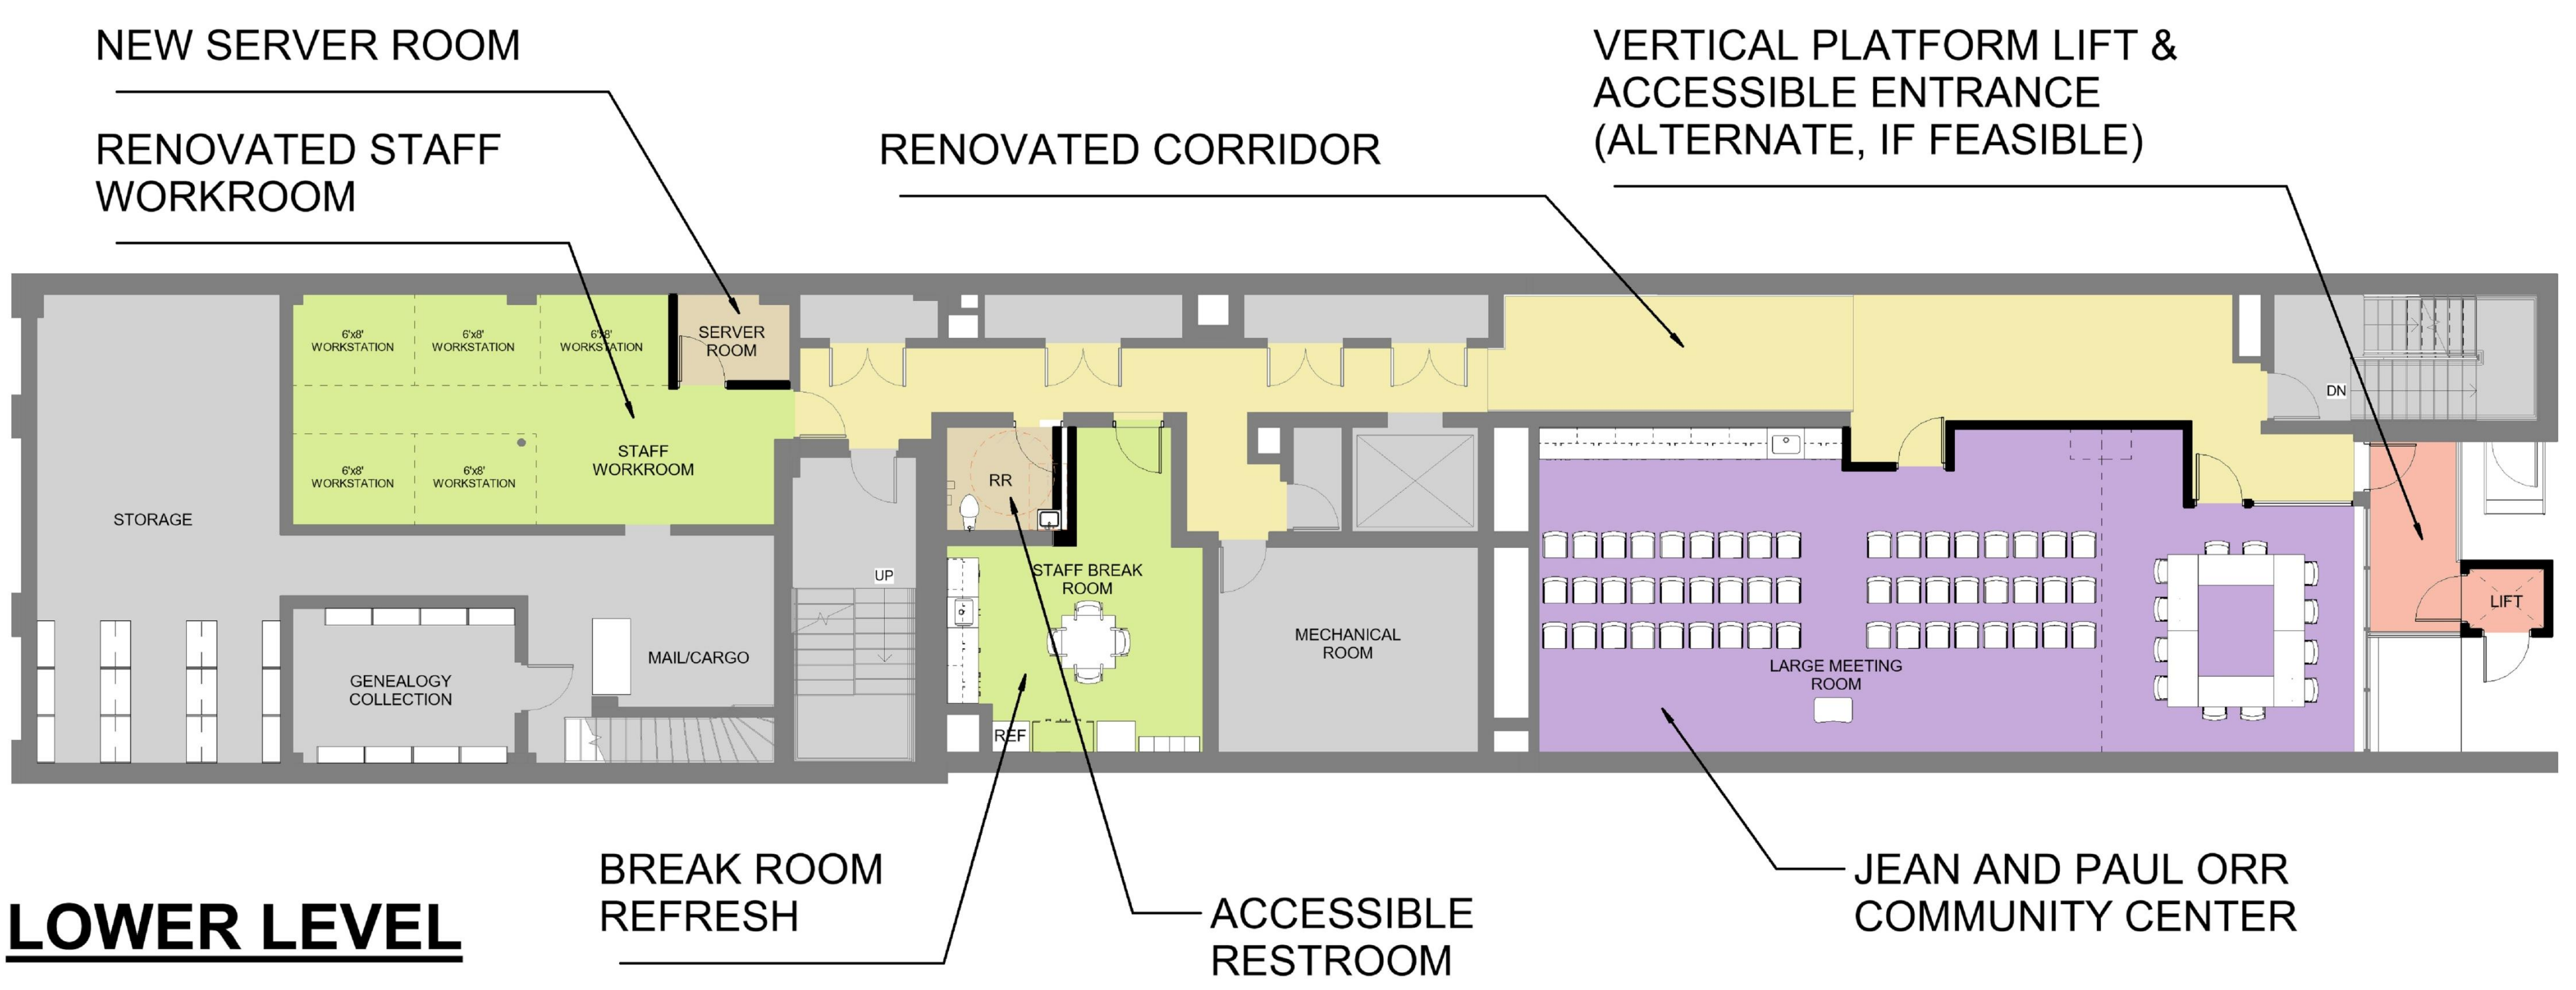 NEW SERVER ROOM
RENOVATED STAFF
WORKROOM
RENOVATED CORRIDOR
VERTICAL PLATFORM LIFT &
ACCESSIBLE ENTRANCE
(ALTERNATE, IF FEASIBLE)
6'x8'
WORKSTATION
6'x8'
WORKSTATION
6'x8'
WORKSTATION
SERVER
ROOM
DN
STAFF
WORKROOM
6'x8'
WORKSTATION
6'x8'
WORKSTATION
RR
STORAGE
UP
STAFF BREAK
ROOM
LIFT
MECHANICAL
ROOM
MAIL/CARGO
LARGE MEETING
ROOM
GENEALOGY
COLLECTION
REF
BREAK ROOM
REFRESH
ACCESSIBLE
RESTROOM
JEAN AND PAUL ORR
COMMUNITY CENTER
LOWER LEVEL